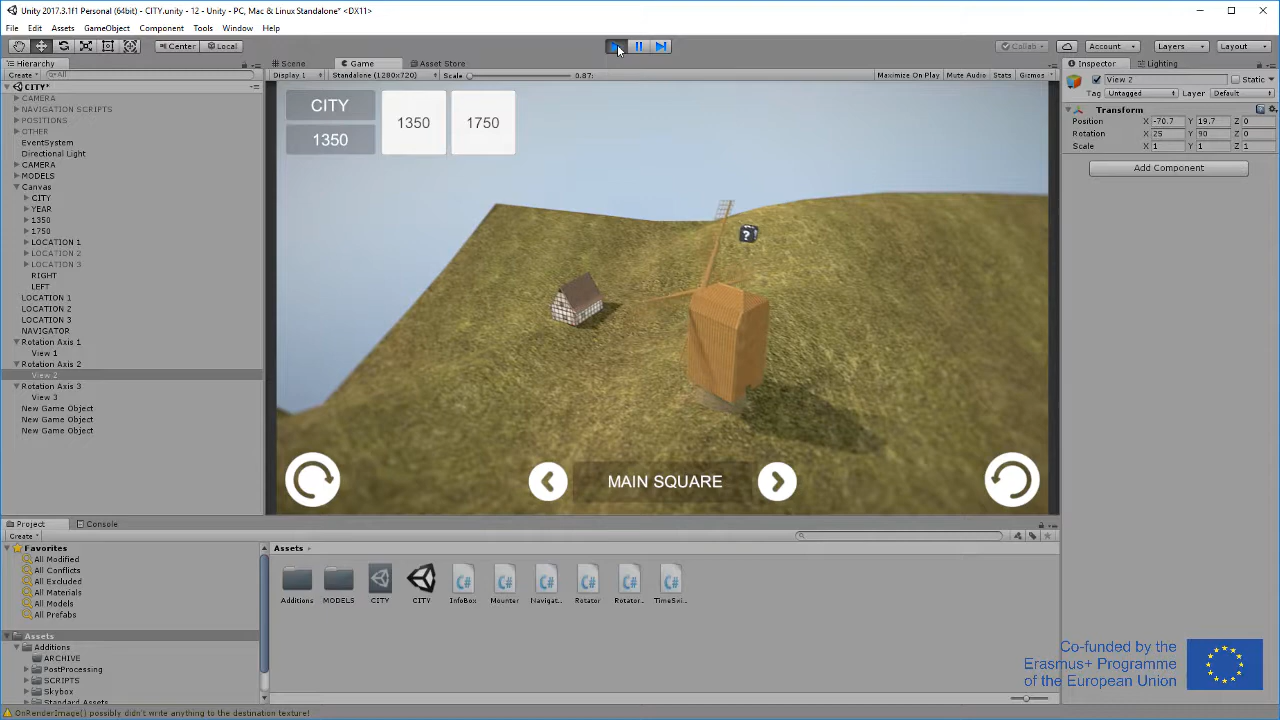 Unity 2017.3.1f1 Personal (64bit) - CITY.unity - 12 - Unity - PC, Mac & Linux Standalone* <DX11>
File Edit Assets GameObject Component Tools Window Help
Center Local Collab Account Layers Layout
Hierarchy Scene Game Asset Store Inspector Lighting
Create All Display 1 Standalone (1280x720) Scale 0.87: Maximize On Play Mute Audio Stats Gizmos View 2 Static
CITY*
CAMERA
NAVIGATION SCRIPTS
POSITIONS
OTHER
EventSystem
Directional Light
CAMERA
MODELS
Canvas
CITY
YEAR
1350
1750
LOCATION 1
LOCATION 2
LOCATION 3
RIGHT
LEFT
LOCATION 1
LOCATION 2
LOCATION 3
NAVIGATOR
Rotation Axis 1
View 1
Rotation Axis 2
View 2
Rotation Axis 3
View 3
New Game Object
New Game Object
New Game Object
CITY
1350
1350
1750
?
MAIN SQUARE
Tag Untagged Layer Default
Transform
Position X -70.7 Y 19.7 Z 0
Rotation X 25 Y 90 Z 0
Scale X 1 Y 1 Z 1
Add Component
Project Console
Create
Favorites
All Modified
All Conflicts
All Excluded
All Materials
All Models
All Prefabs
Assets
Additions
ARCHIVE
PostProcessing
SCRIPTS
Skybox
Standard Assets
Assets
C# C# C# C# C# C#
Additions MODELS CITY CITY InfoBox Mounter Navigat... Rotator Rotator... TimeSwi...
Co-funded by the
Erasmus+ Programme
of the European Union
OnRenderImage() possibly didn't write anything to the destination texture!